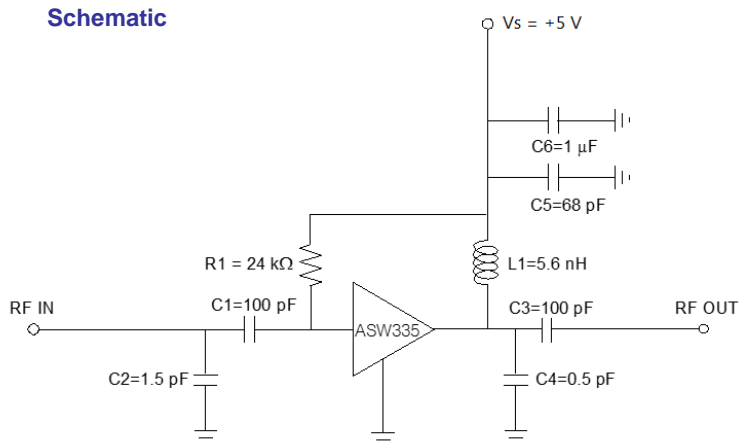 Schematic
Vs = +5 V
C6=1 μF
C5=68 pF
R1 = 24 kΩ
L1=5.6 nH
RF IN
C1=100 pF
ASW335
C3=100 pF
RF OUT
C2=1.5 pF
C4=0.5 pF